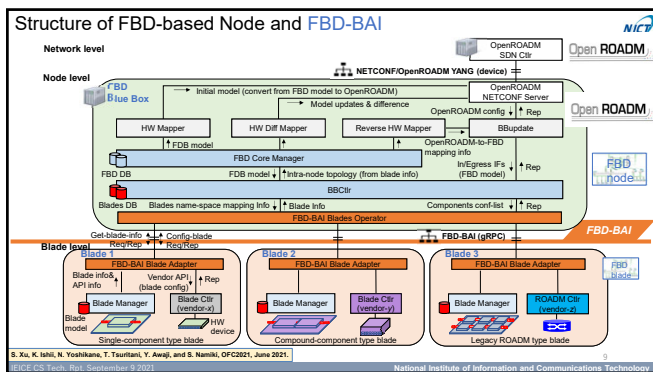 Structure of FBD-based Node and FBD-BAI
NICT
Network level
OpenROADM
SDN Ctlr
Open ROADM
NETCONF/OpenROADM YANG (device)
Node level
FBD
Blue Box
Initial model (convert from FBD model to OpenROADM)
OpenROADM
NETCONF Server
Model updates & difference
OpenROADM config
Rep
Open ROADM
HW Mapper
HW Diff Mapper
Reverse HW Mapper
BBupdate
FDB model
OpenROADM-to-FBD
mapping info
FBD Core Manager
In/Egress IFs
(FBD model)
Rep
FBD
node
FBD DB
FDB model
Intra-node topology (from blade info)
BBCtlr
Blades DB
Blades name-space mapping Info
Blade Info
Components conf-list
Rep
FBD-BAI Blades Operator
FBD-BAI
Get-blade-info
Req/Rep
Config-blade
Req/Rep
FBD-BAI (gRPC)
Blade level
Blade 1
Blade 2
Blade 3
FBD-BAI Blade Adapter
FBD-BAI Blade Adapter
FBD-BAI Blade Adapter
FBD
blade
Blade info&
API info
Vendor API
(blade config)
Rep
Blade Manager
Blade Ctlr
(vendor-x)
Blade Manager
Blade Ctlr
(vendor-y)
Blade Manager
ROADM Ctlr
(vendor-z)
Blade
model
HW
device
Single-component type blade
Compound-component type blade
Legacy ROADM type blade
S. Xu, K. Ishii, N. Yoshikane, T. Tsuritani, Y. Awaji, and S. Namiki, OFC2021, June 2021.
9
IEICE CS Tech. Rpt. September 9 2021
National Institute of Information and Communications Technology